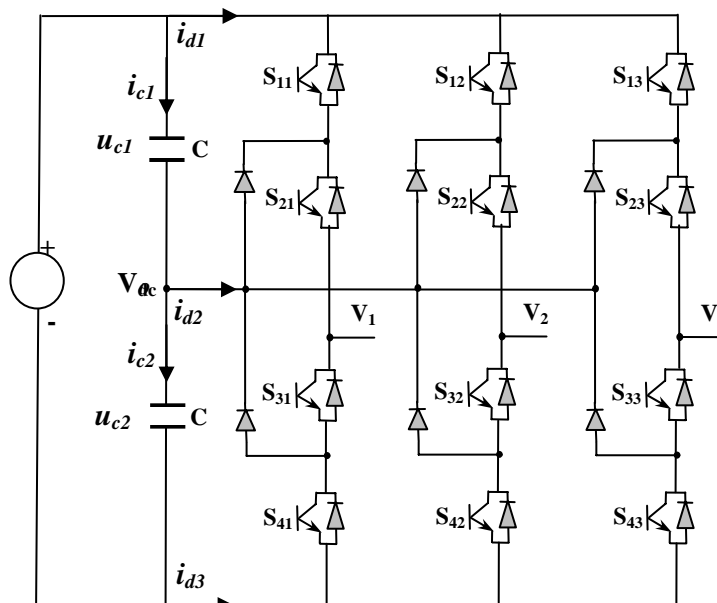 i_d1
S11
S12
S13
i_c1
u_c1
C
S21
S22
S23
+
i_d2
-
V1
V2
V
i_c2
S31
S32
S33
u_c2
C
S41
S42
S43
i_d3